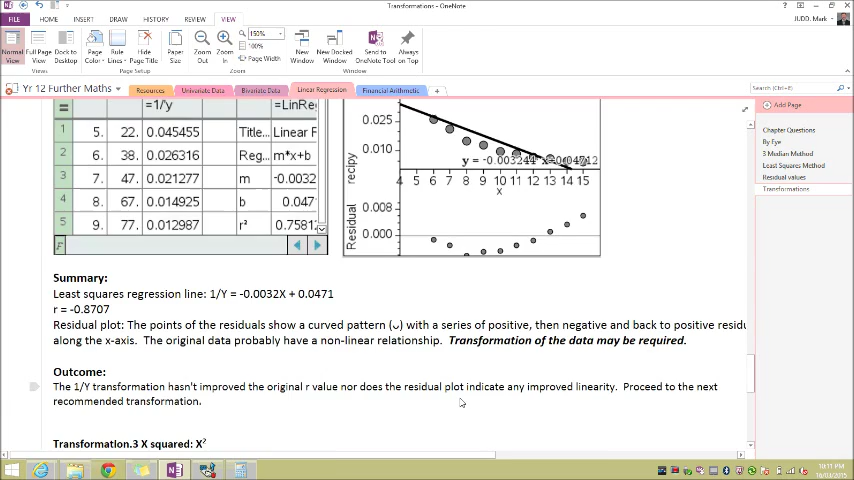 Transformations - OneNote
JUDD. Mark
FILE HOME INSERT DRAW HISTORY REVIEW VIEW
Normal View
Full Page View
Dock to Desktop
Views
Page Color
Rule Lines
Hide Page Title
Paper Size
Page Setup
Zoom Out
Zoom In
150%
100%
Page Width
Zoom
New Window
New Docked Window
Send to OneNote Tool
Always on Top
Window
Yr 12 Further Maths
Resources Univariate Data Bivariate Data Linear Regression Financial Arithmetic +
Search (Ctrl+E)
Add Page
Chapter Questions
By Eye
3 Median Method
Least Squares Method
Residual values
Transformations
= =1/y =LinRe
1 5. 22. 0.045455 Title... Linear F
2 6. 38. 0.026316 Reg... m*x+b
3 7. 47. 0.021277 m -0.0032
4 8. 67. 0.014925 b 0.047
5 9. 77. 0.012987 r² 0.7581
F
recipy
0.025
0.010
y = -0.003244 x+0.04712
4 5 6 7 8 9 10 11 12 13 14 15
x
Residual
0.008
0.000
Summary:
Least squares regression line: 1/Y = -0.0032X + 0.0471
r = -0.8707
Residual plot: The points of the residuals show a curved pattern (ᴗ) with a series of positive, then negative and back to positive residu
along the x-axis. The original data probably have a non-linear relationship. Transformation of the data may be required.
Outcome:
The 1/Y transformation hasn't improved the original r value nor does the residual plot indicate any improved linearity. Proceed to the next
recommended transformation.
Transformation.3 X squared: X²
10:11 PM
16/03/2015